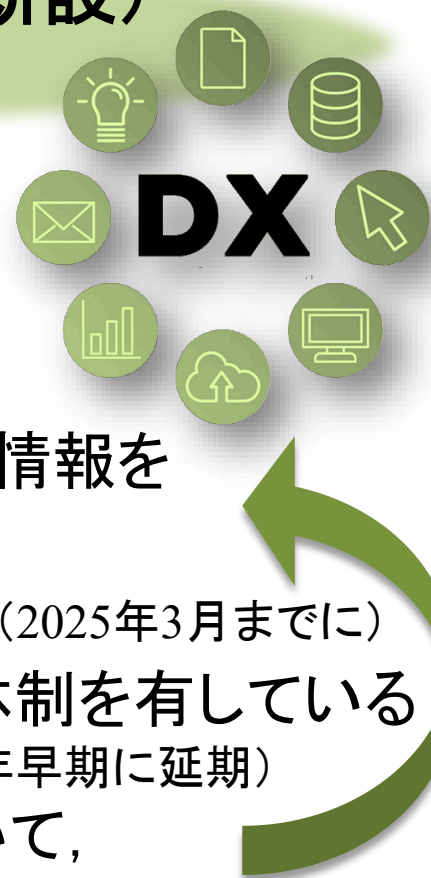 新設）
DX
情報を
（2025年3月までに）
体制を有している
年早期に延期）
いて，